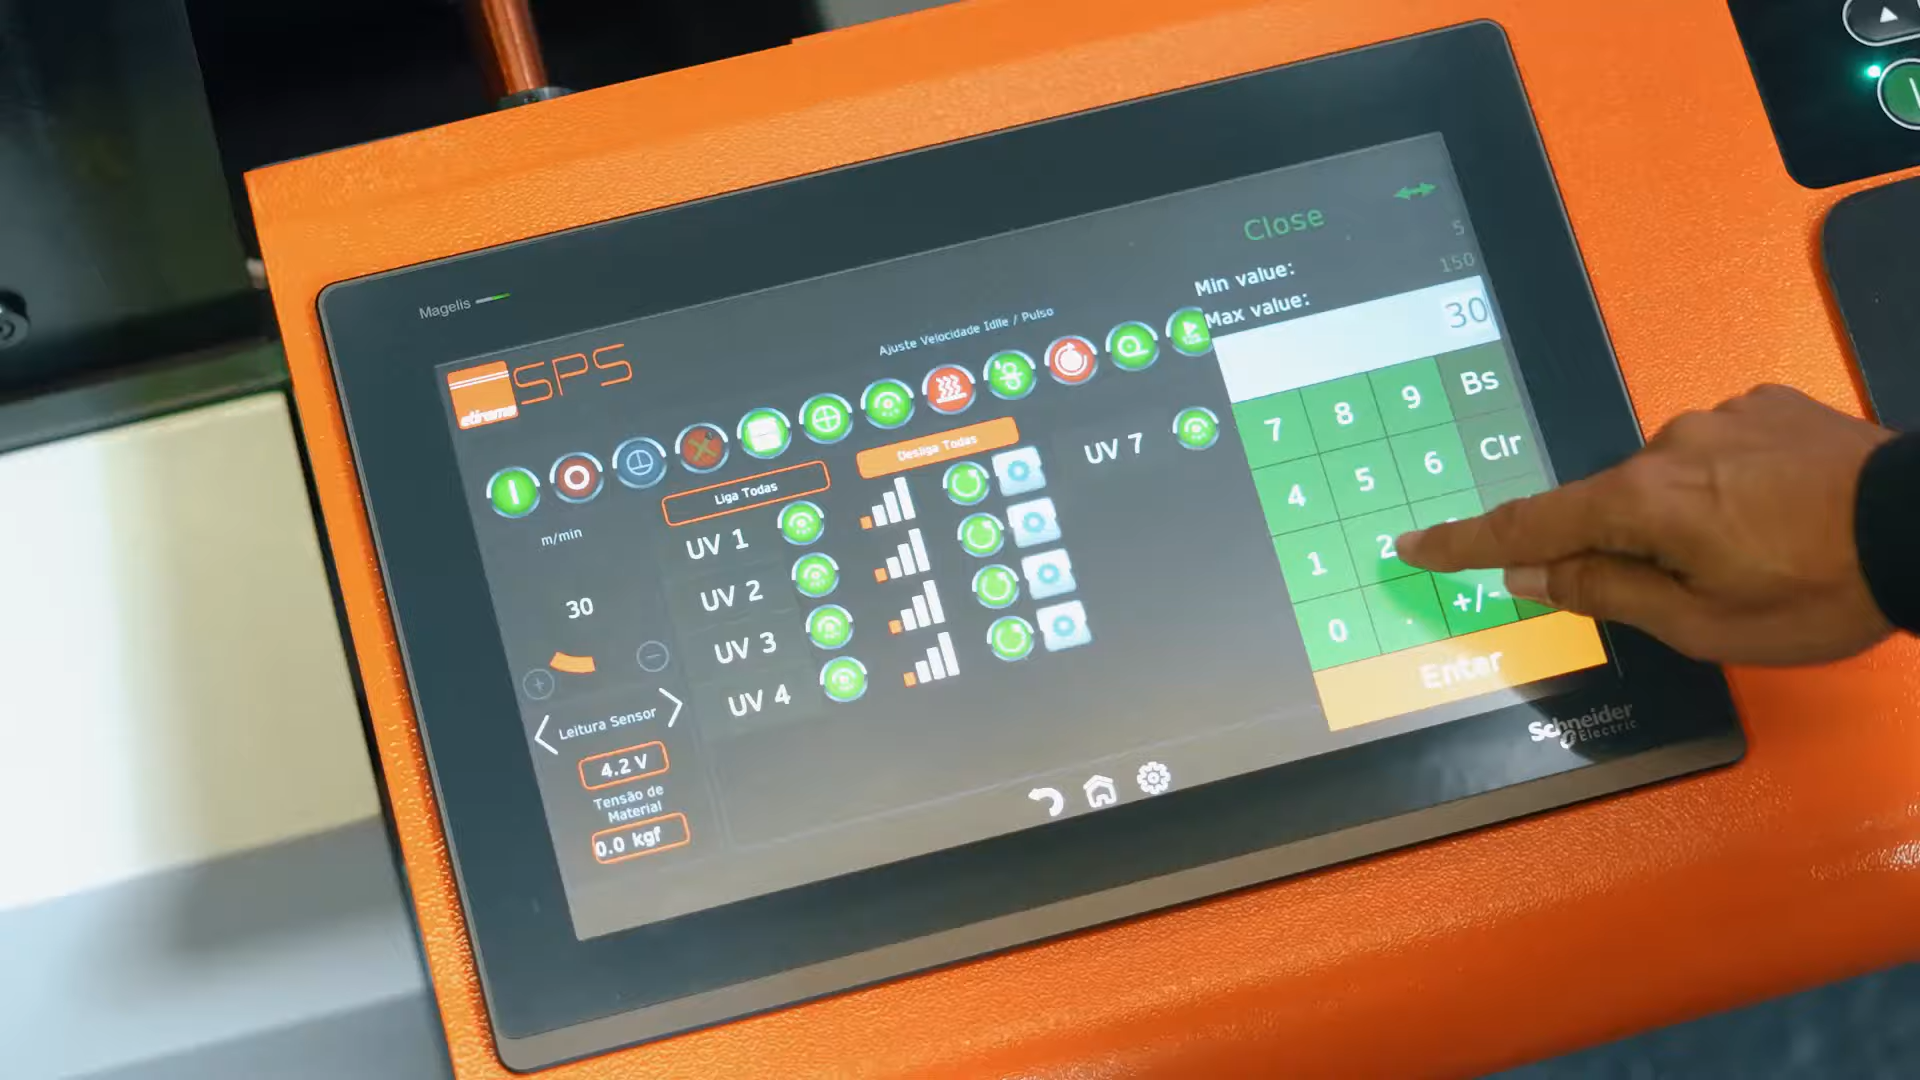 Magelis
etirama
SPS
Ajuste Velocidade Idlle / Pulso
Close
Min value:
5
Max value:
150
30
7
8
9
Bs
4
5
6
Clr
1
2
0
.
+/-
Enter
Liga Todas
Desliga Todas
UV 1
UV 2
UV 3
UV 4
UV 7
m/min
30
+
−
Leitura Sensor
4.2 V
Tensão de
Material
0.0 kgf
Schneider
Electric